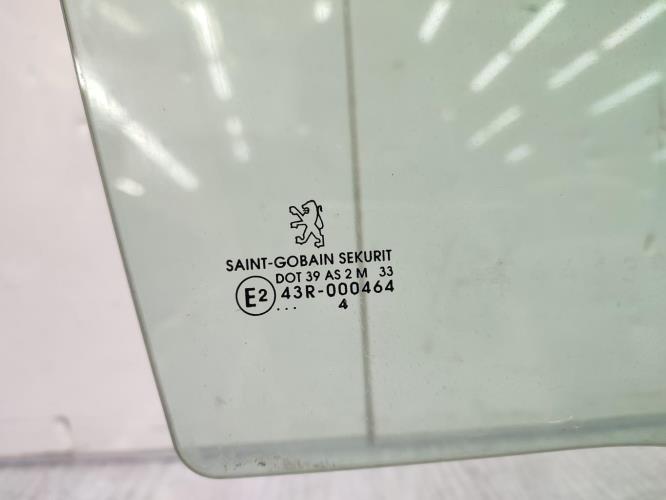 SAINT-GOBAIN SEKURIT
DOT 39 AS 2 M 33
E2 43R-000464
... 4